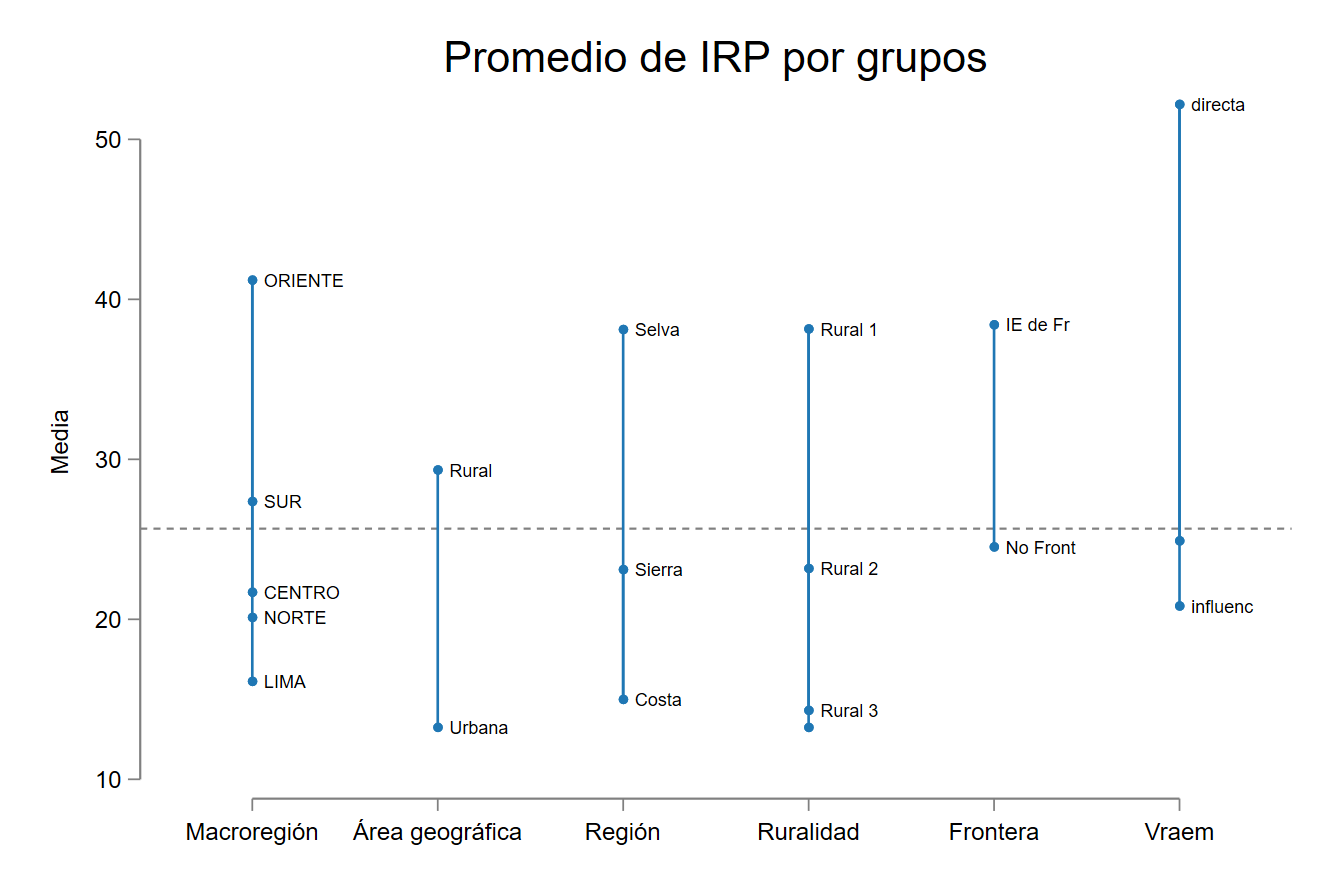 Promedio de IRP por grupos
directa
50
ORIENTE
40
Selva
Rural 1
IE de Fr
Media
30
Rural
SUR
No Front
Sierra
Rural 2
CENTRO
influenc
20
NORTE
LIMA
Costa
Rural 3
Urbana
10
Macroregión
Área geográfica
Región
Ruralidad
Frontera
Vraem